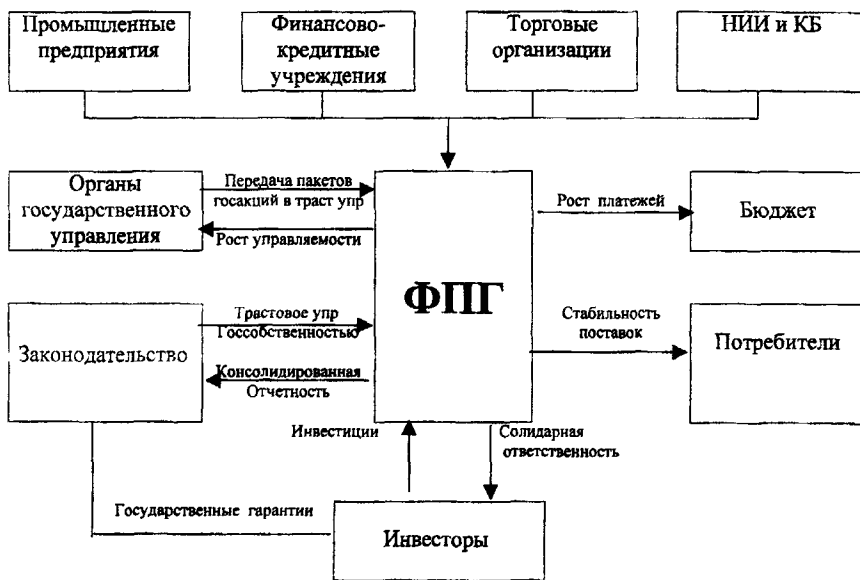 Промышленные
предприятия
Финансово-
кредитные
учреждения
Торговые
организации
НИИ и КБ
Органы
государственного
управления
Передача пакетов
госакций в траст упр
Рост управляемости
ФПГ
Рост платежей
Бюджет
Законодательство
Трастовое упр
Госсобственностью
Консолидированная
Отчетность
Стабильность
поставок
Потребители
Инвестиции
Солидарная
ответственность
Государственные гарантии
Инвесторы